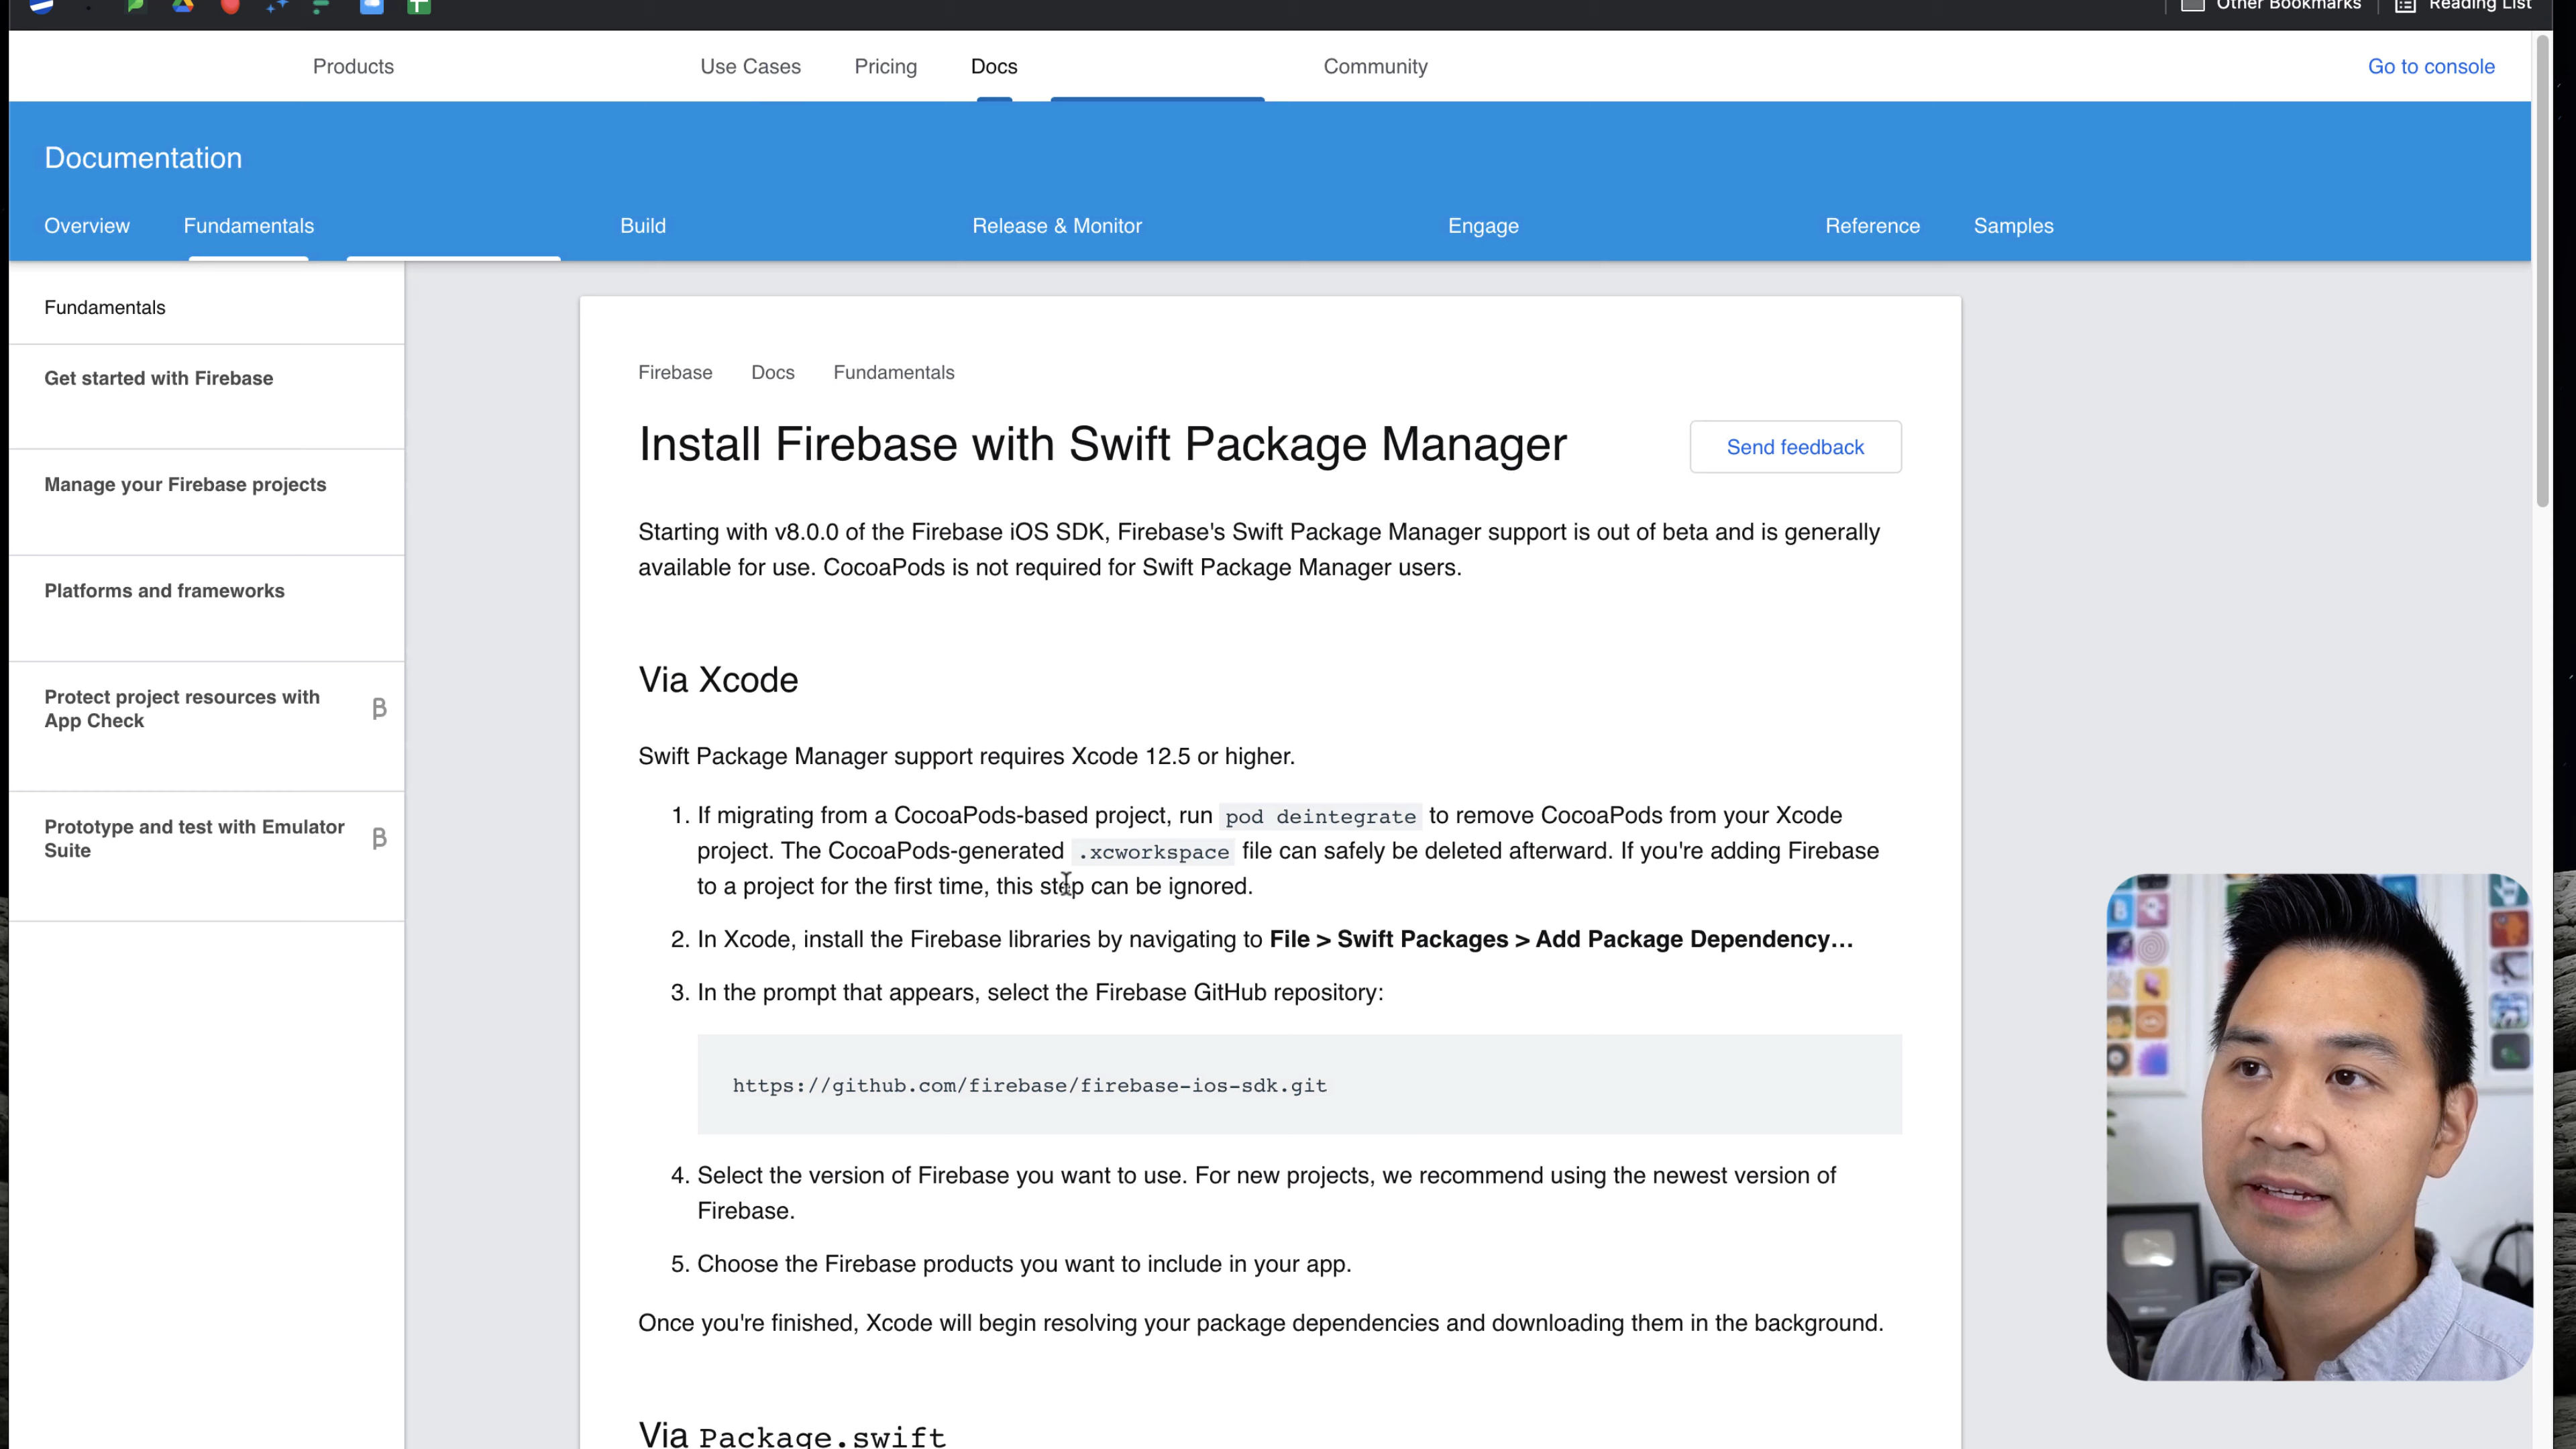 Other Bookmarks
Reading List
Products
Use Cases
Pricing
Docs
Community
Go to console
Documentation
Overview
Fundamentals
Build
Release & Monitor
Engage
Reference
Samples
Fundamentals
Get started with Firebase
Manage your Firebase projects
Platforms and frameworks
Protect project resources with
App Check
β
Prototype and test with Emulator
Suite
β
Firebase
Docs
Fundamentals
Install Firebase with Swift Package Manager
Send feedback
Starting with v8.0.0 of the Firebase iOS SDK, Firebase's Swift Package Manager support is out of beta and is generally
available for use. CocoaPods is not required for Swift Package Manager users.
Via Xcode
Swift Package Manager support requires Xcode 12.5 or higher.
1. If migrating from a CocoaPods-based project, run pod deintegrate to remove CocoaPods from your Xcode
project. The CocoaPods-generated .xcworkspace file can safely be deleted afterward. If you're adding Firebase
to a project for the first time, this step can be ignored.
2. In Xcode, install the Firebase libraries by navigating to File > Swift Packages > Add Package Dependency…
3. In the prompt that appears, select the Firebase GitHub repository:
https://github.com/firebase/firebase-ios-sdk.git
4. Select the version of Firebase you want to use. For new projects, we recommend using the newest version of
Firebase.
5. Choose the Firebase products you want to include in your app.
Once you're finished, Xcode will begin resolving your package dependencies and downloading them in the background.
Via Package.swift